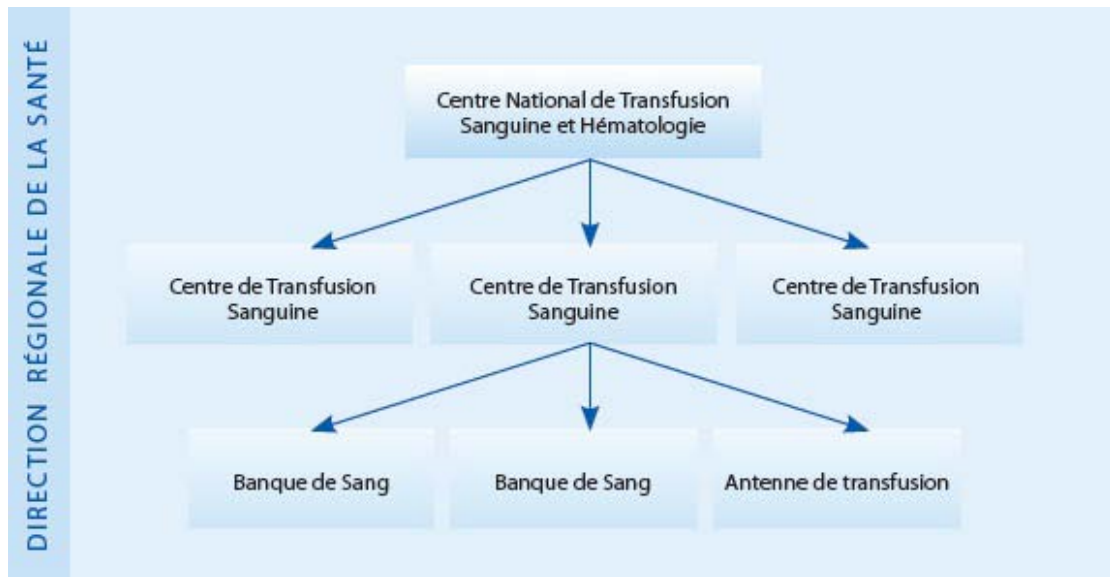 DIRECTION RÉGIONALE DE LA SANTÉ
Centre National de Transfusion
Sanguine et Hématologie
Centre de Transfusion
Sanguine
Centre de Transfusion
Sanguine
Centre de Transfusion
Sanguine
Banque de Sang
Banque de Sang
Antenne de transfusion